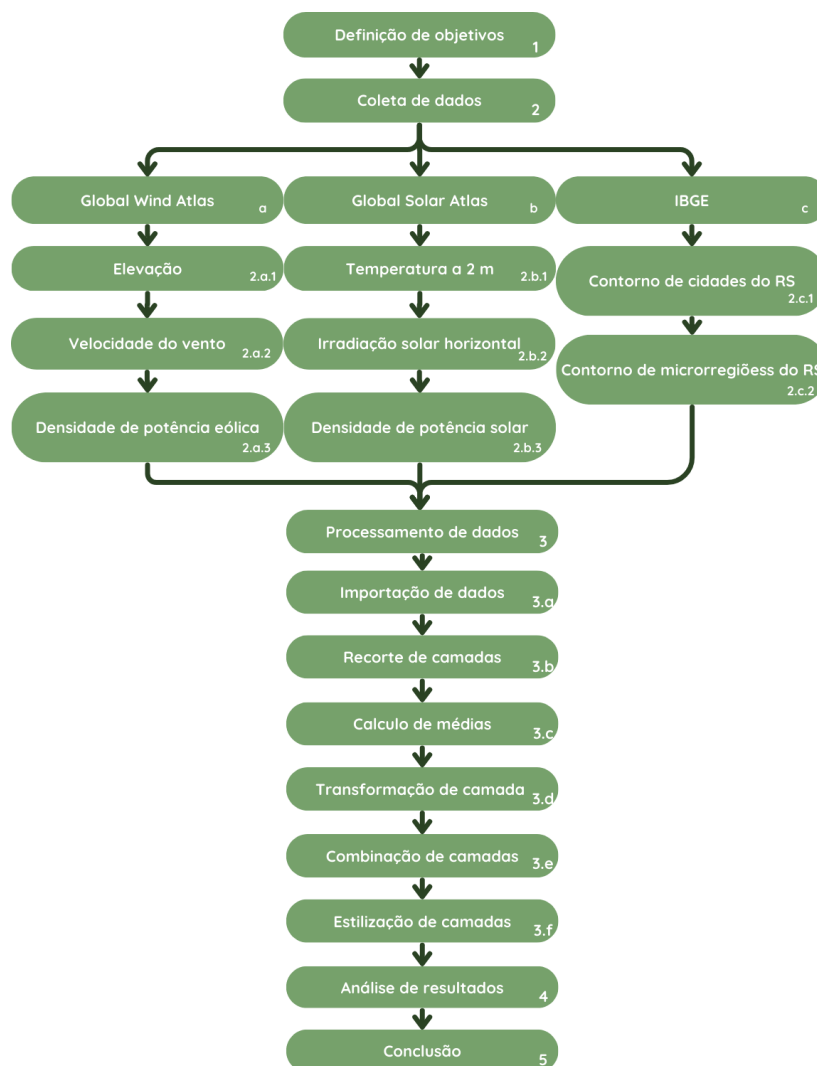 Definição de objetivos
1
Coleta de dados
2
Global Wind Atlas
a
Global Solar Atlas
b
IBGE
c
Elevação
2.a.1
Temperatura a 2 m
2.b.1
Contorno de cidades do RS
2.c.1
Velocidade do vento
2.a.2
Irradiação solar horizontal
2.b.2
Contorno de microrregiõess do RS
2.c.2
Densidade de potência eólica
2.a.3
Densidade de potência solar
2.b.3
Processamento de dados
3
Importação de dados
3.a
Recorte de camadas
3.b
Calculo de médias
3.c
Transformação de camada
3.d
Combinação de camadas
3.e
Estilização de camadas
3.f
Análise de resultados
4
Conclusão
5